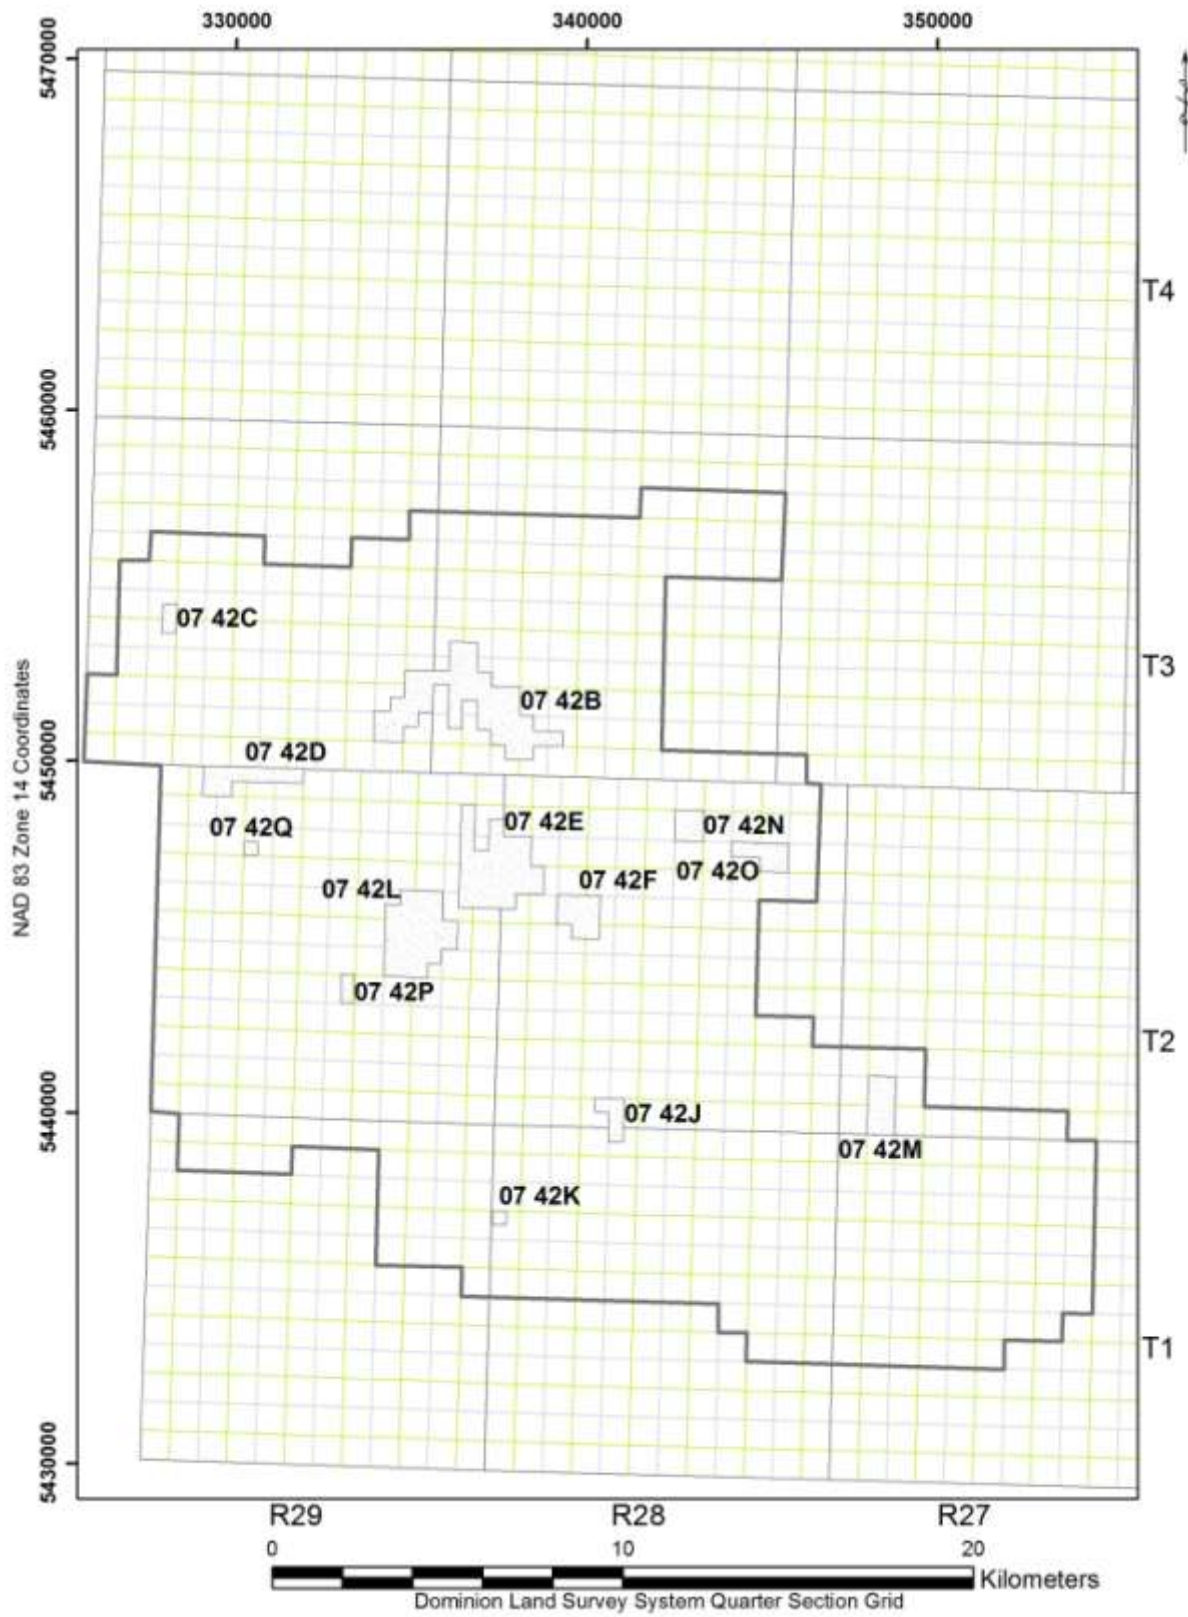 330000 340000 350000
5470000
T4
5460000
07 42C
T3
07 42B
07 42D
5450000
07 42Q
07 42E
07 42N
07 42O
07 42L
07 42F
07 42P
NAD 83 Zone 14 Coordinates
T2
5440000
07 42J
07 42M
07 42K
T1
5430000
R29 R28 R27
0 10 20
Kilometers
Dominion Land Survey System Quarter Section Grid